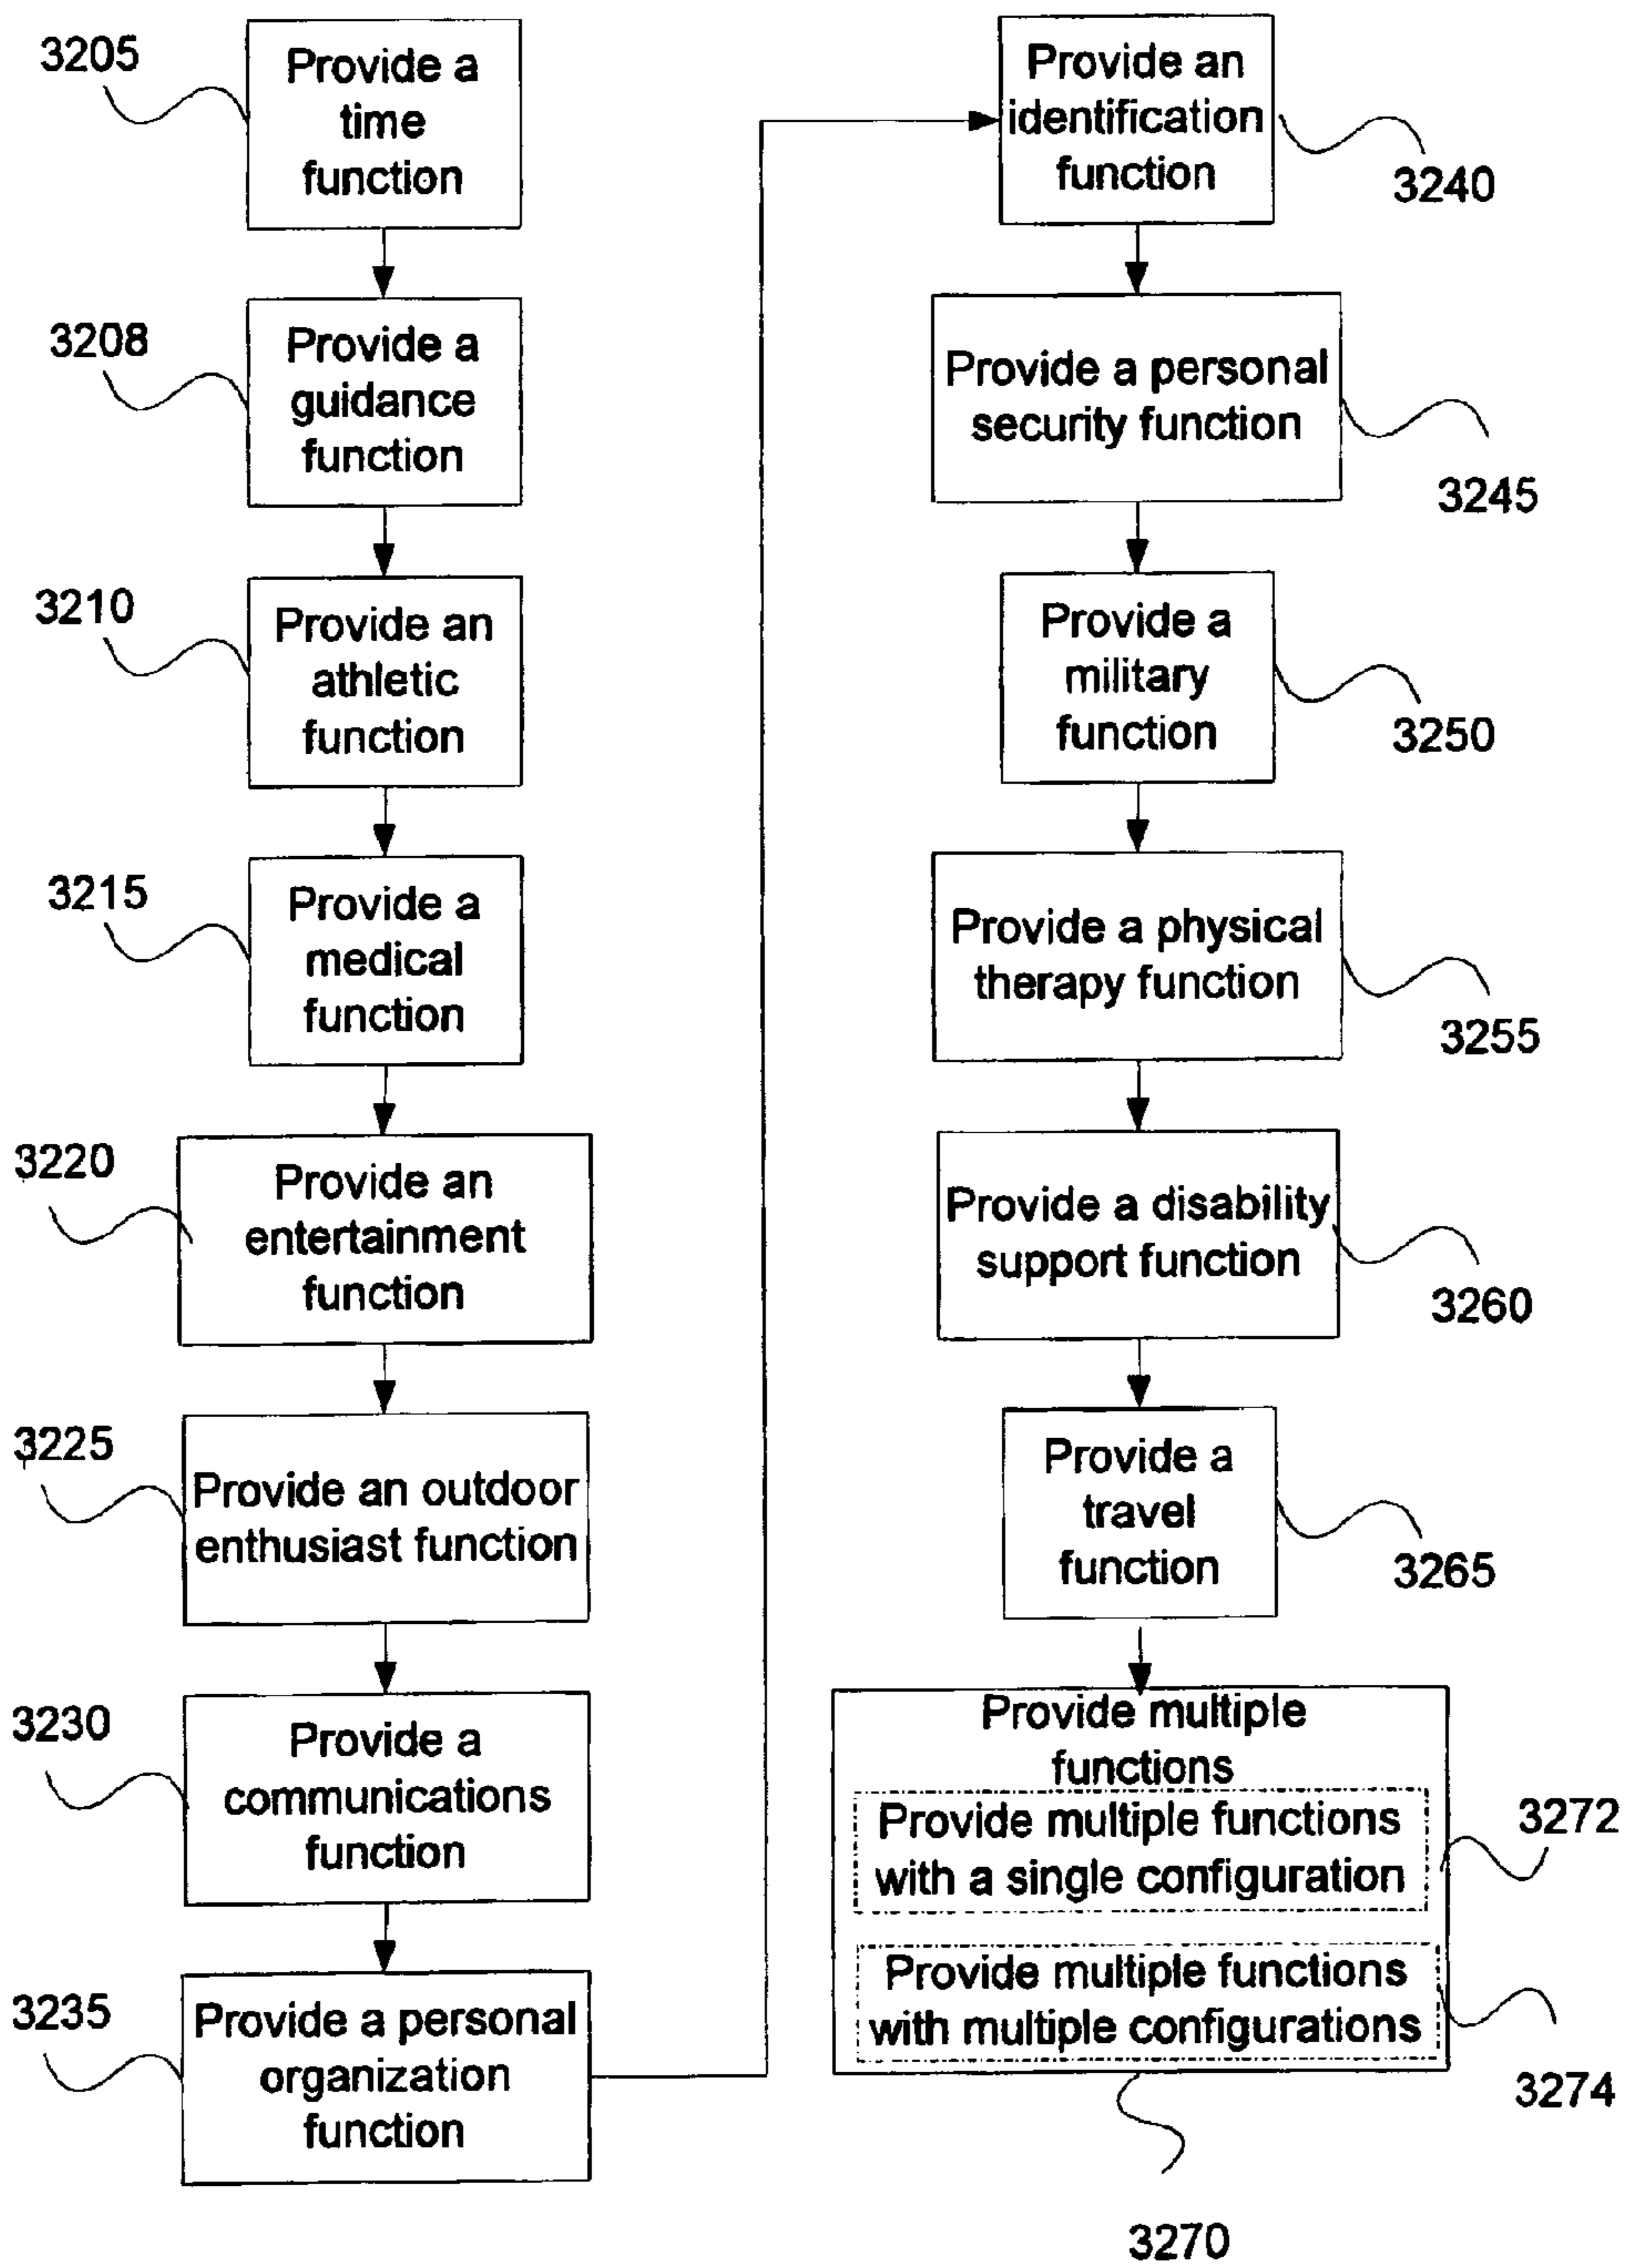 3205
Provide a
time
function
3208
Provide a
guidance
function
3210
Provide an
athletic
function
3215
Provide a
medical
function
3220
Provide an
entertainment
function
3225
Provide an outdoor
enthusiast function
3230
Provide a
communications
function
3235
Provide a personal
organization
function
Provide an
identification
function
3240
Provide a personal
security function
3245
Provide a
military
function
3250
Provide a physical
therapy function
3255
Provide a disability
support function
3260
Provide a
travel
function
3265
Provide multiple
functions
Provide multiple functions
with a single configuration
3272
Provide multiple functions
with multiple configurations
3274
3270